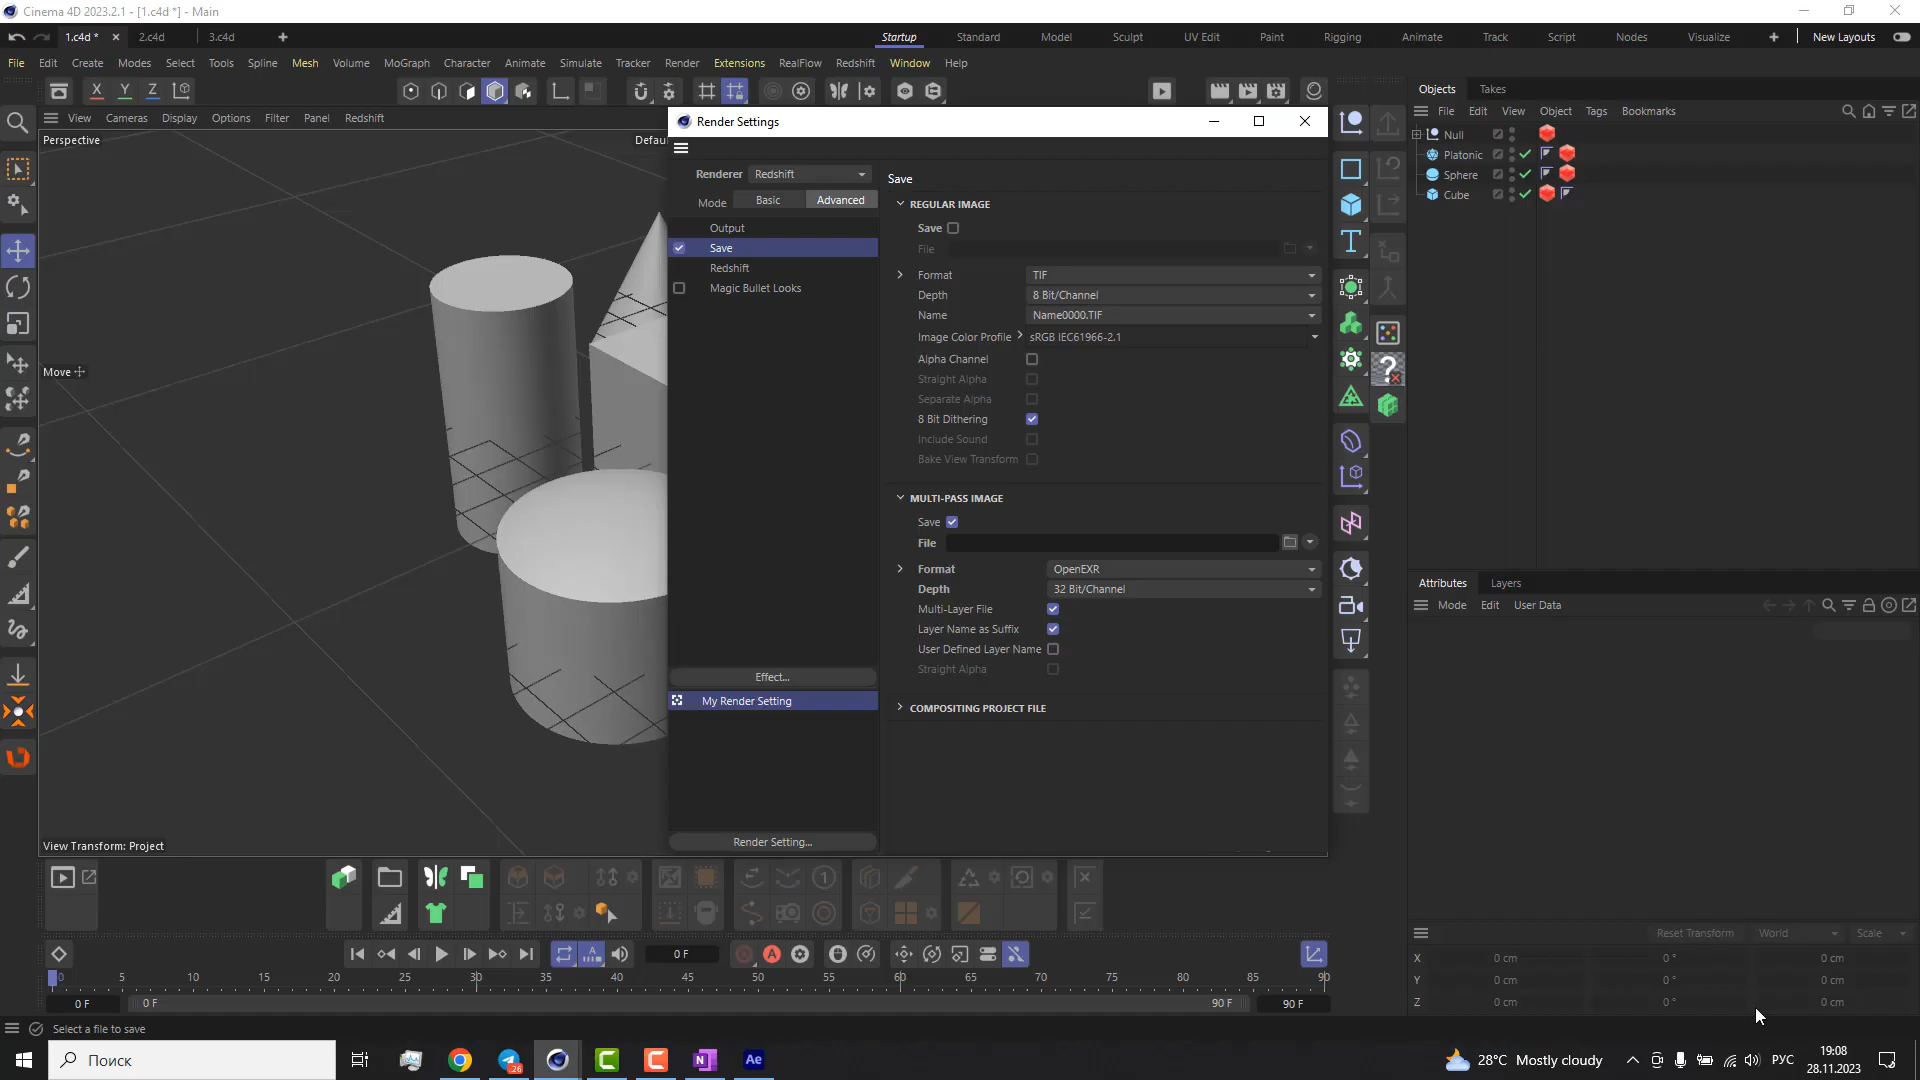 Cinema 4D 2023.2.1 - [1.c4d *] - Main
1.c4d *
2.c4d
3.c4d
Startup
Standard
Model
Sculpt
UV Edit
Paint
Rigging
Animate
Track
Script
Nodes
Visualize
New Layouts
File Edit Create Modes Select Tools Spline Mesh Volume MoGraph Character Animate Simulate Tracker Render Extensions RealFlow Redshift Window Help
X Y Z
View Cameras Display Options Filter Panel Redshift
Perspective
Defau
Move
View Transform: Project
Render Settings
Renderer Redshift
Mode Basic Advanced
Output
Save
Redshift
Magic Bullet Looks
Effect...
My Render Setting
Render Setting...
Save
REGULAR IMAGE
Save
File
Format TIF
Depth 8 Bit/Channel
Name Name0000.TIF
Image Color Profile sRGB IEC61966-2.1
Alpha Channel
Straight Alpha
Separate Alpha
8 Bit Dithering
Include Sound
Bake View Transform
MULTI-PASS IMAGE
Save
File
Format OpenEXR
Depth 32 Bit/Channel
Multi-Layer File
Layer Name as Suffix
User Defined Layer Name
Straight Alpha
COMPOSITING PROJECT FILE
Objects Takes
File Edit View Object Tags Bookmarks
Null
Platonic
Sphere
Cube
Attributes Layers
Mode Edit User Data
Reset Transform World Scale
X 0 cm 0 ° 0 cm
Y 0 cm 0 ° 0 cm
Z 0 cm 0 ° 0 cm
0 F
0 5 10 15 20 25 30 35 40 45 50 55 60 65 70 75 80 85 90
0 F 0 F 90 F 90 F
Select a file to save
Поиск
26
Ae
28°C Mostly cloudy
РУС
19:08
28.11.2023